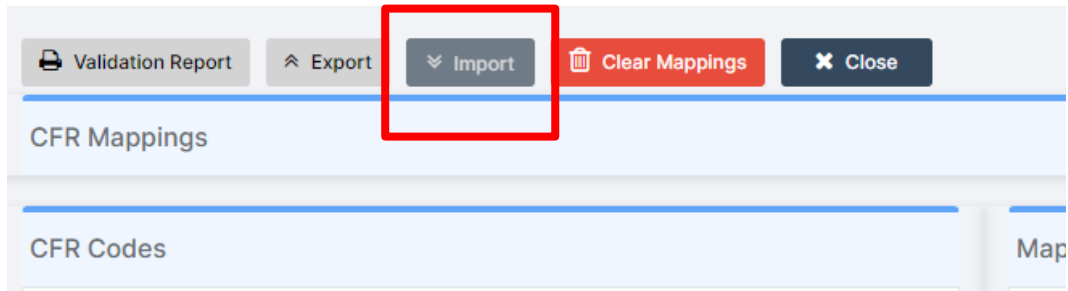 Validation Report Export Import Clear Mappings Close
CFR Mappings
CFR Codes Map